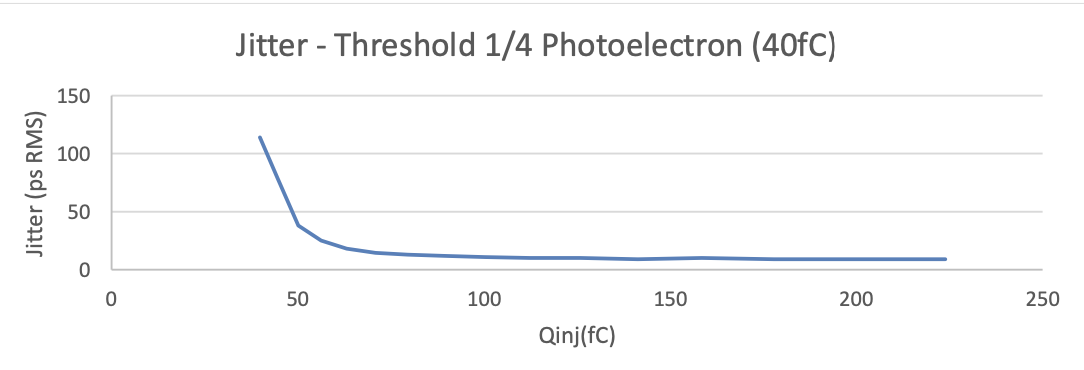 Jitter - Threshold 1/4 Photoelectron (40fC)
150
100
50
0
Jitter (ps RMS)
0 50 100 150 200 250
Qinj(fC)